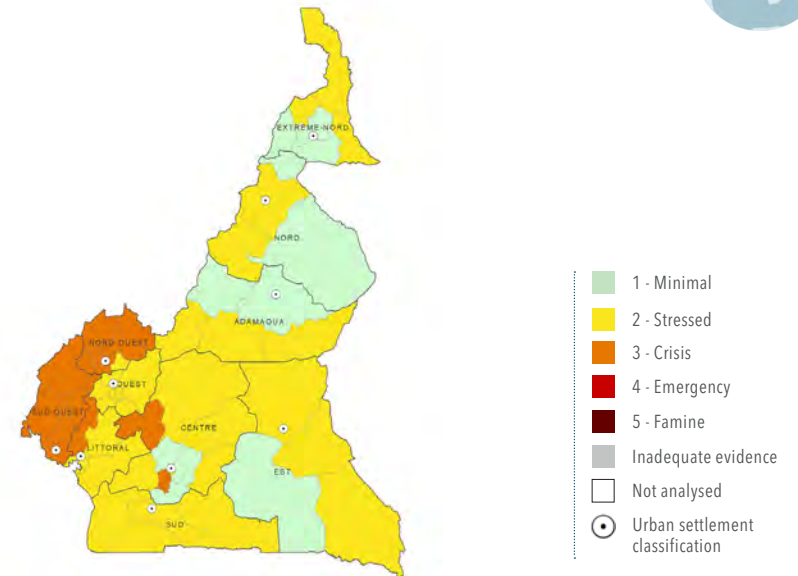 EXTREME-NORD
NORD
ADAMAOUA
NORD-OUEST
OUEST
SUD-OUEST
LITTORAL
CENTRE
EST
SUD
1 - Minimal
2 - Stressed
3 - Crisis
4 - Emergency
5 - Famine
Inadequate evidence
Not analysed
Urban settlement
classification